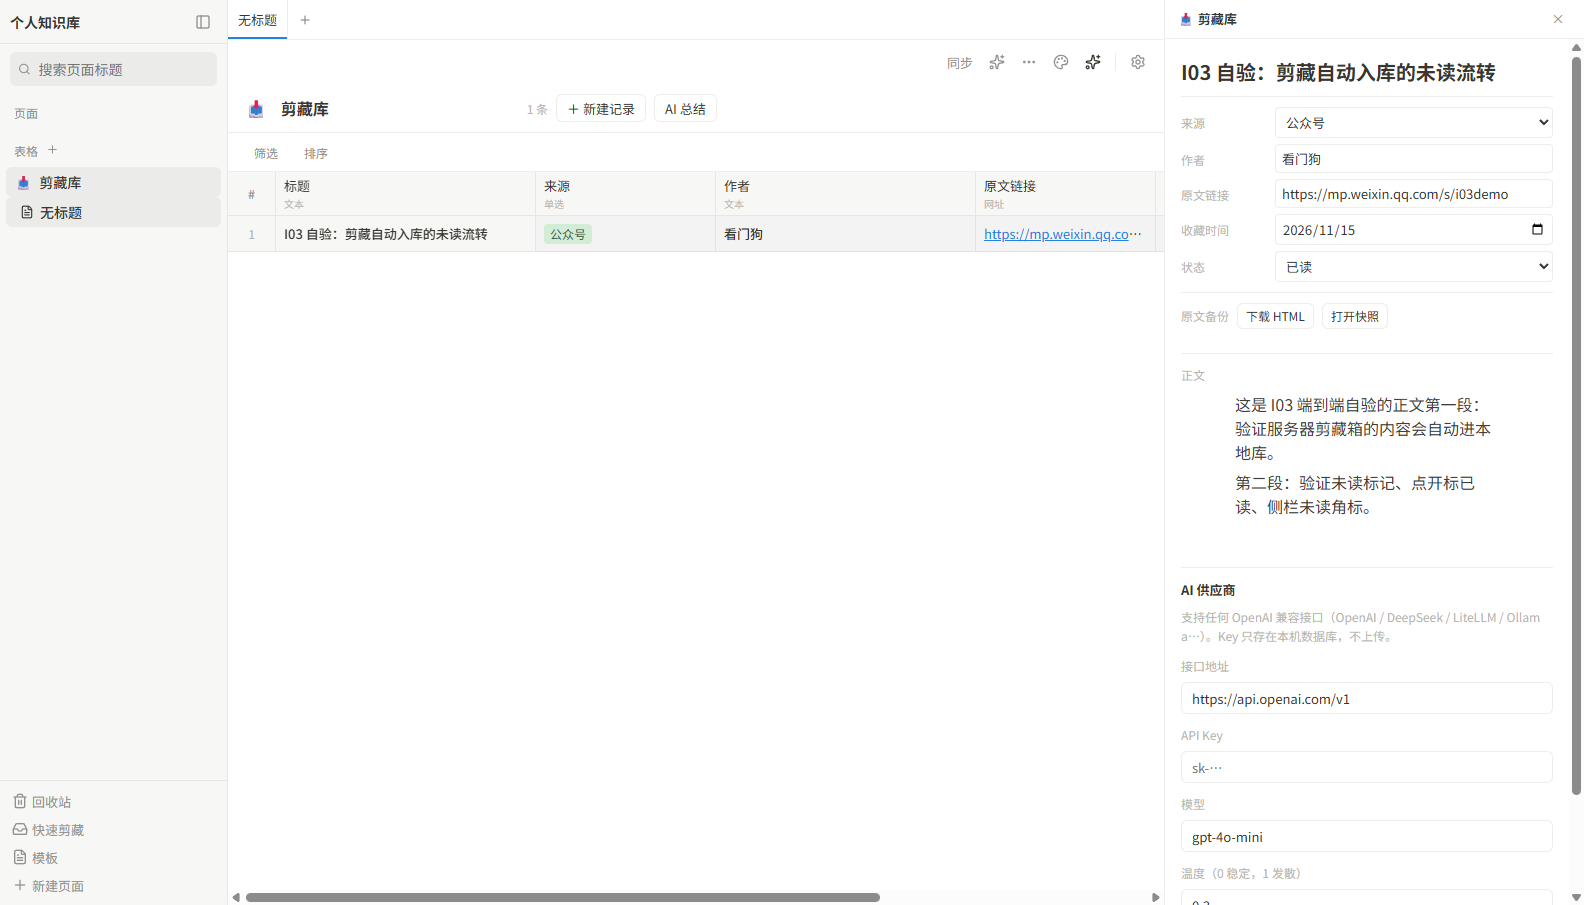 个人知识库
搜索页面标题
页面
表格
剪藏库
无标题
回收站
快速剪藏
模板
新建页面
无标题
同步
剪藏库
1 条
新建记录
AI 总结
筛选
排序
#
标题
文本
来源
单选
作者
文本
原文链接
网址
1
I03 自验：剪藏自动入库的未读流转
公众号
看门狗
https://mp.weixin.qq.co…
剪藏库
I03 自验：剪藏自动入库的未读流转
来源
公众号
作者
看门狗
原文链接
https://mp.weixin.qq.com/s/i03demo
收藏时间
2026/11/15
状态
已读
原文备份
下载 HTML
打开快照
正文
这是 I03 端到端自验的正文第一段：
验证服务器剪藏箱的内容会自动进本
地库。
第二段：验证未读标记、点开标已
读、侧栏未读角标。
AI 供应商
支持任何 OpenAI 兼容接口（OpenAI / DeepSeek / LiteLLM / Ollam
a…）。Key 只存在本机数据库，不上传。
接口地址
https://api.openai.com/v1
API Key
sk-…
模型
gpt-4o-mini
温度（0 稳定，1 发散）